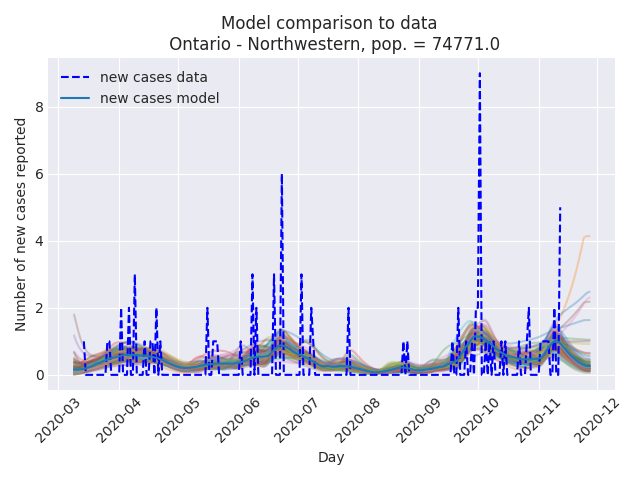 Model comparison to data
Ontario - Northwestern, pop. = 74771.0
new cases data
new cases model
Number of new cases reported
8
6
4
2
0
2020-03
2020-04
2020-05
2020-06
2020-07
2020-08
2020-09
2020-10
2020-11
2020-12
Day